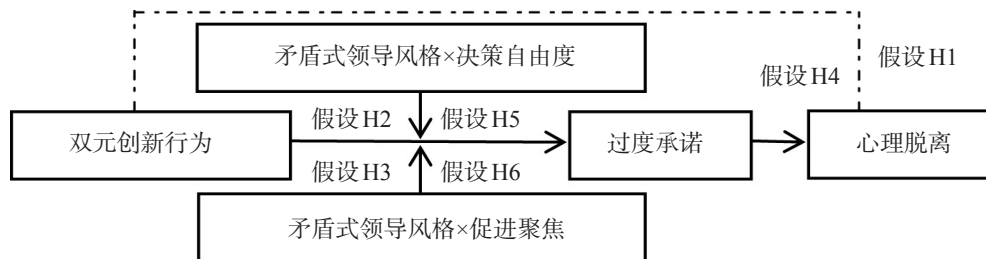 矛盾式领导风格×决策自由度
假设H1
假设H4
假设H2
假设H5
双元创新行为
过度承诺
心理脱离
假设H3
假设H6
矛盾式领导风格×促进聚焦